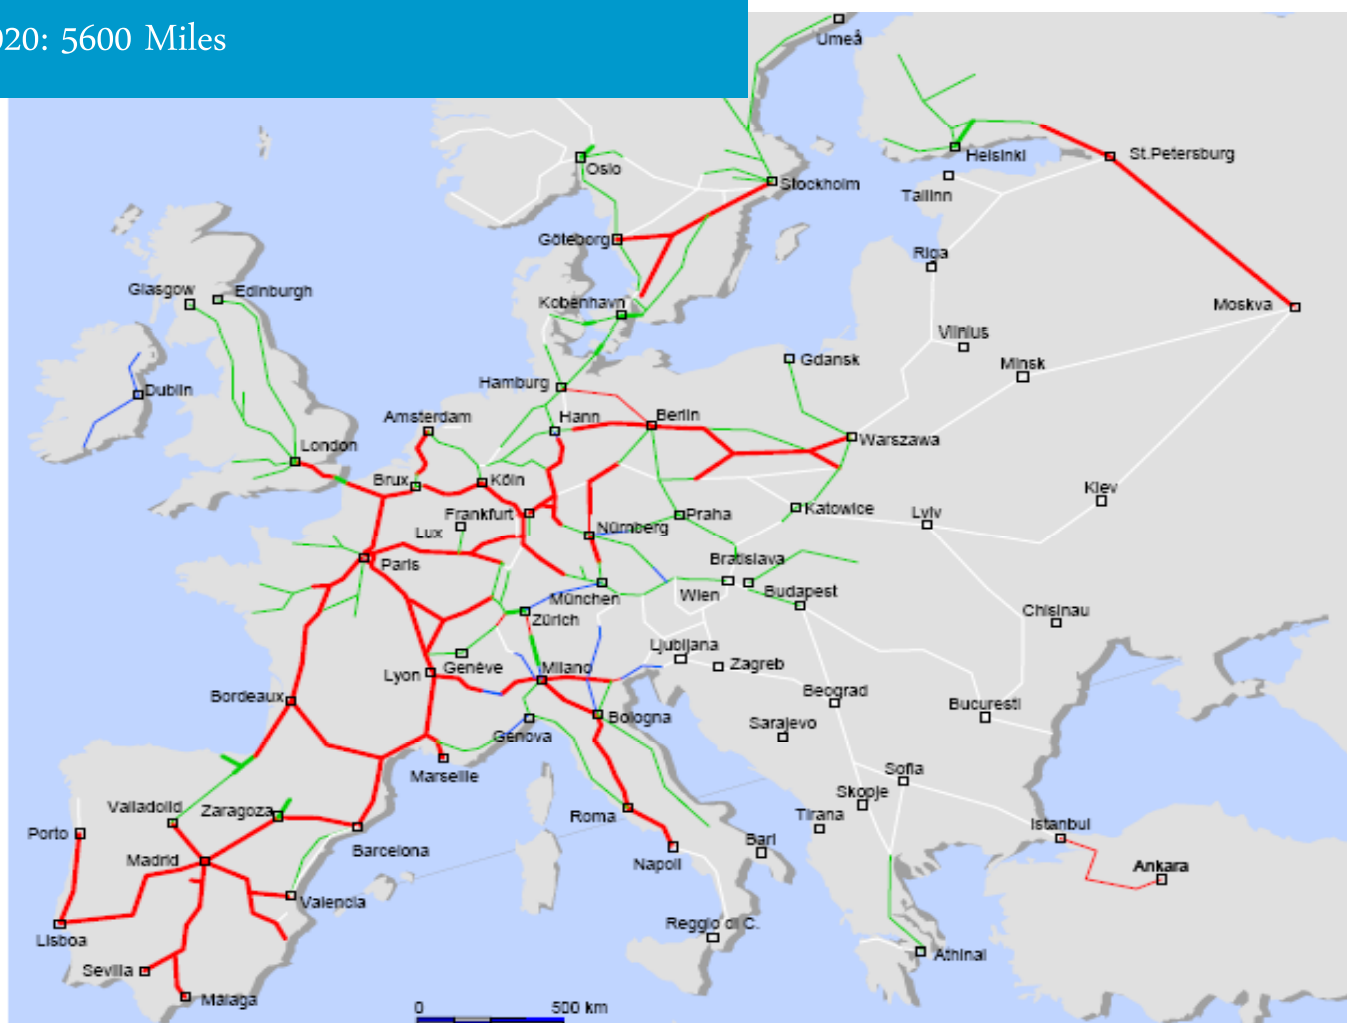 020: 5600 Miles
Umeå
Oslo
Stockholm
Helsinki
St.Petersburg
Tallinn
Göteborg
Riga
Glasgow
Edinburgh
Kobenhavn
Moskva
Vilnius
Gdansk
Minsk
Hamburg
Dublin
Amsterdam
Hann
Berlin
London
Warszawa
Brux
Köln
Frankfurt
Praha
Katowice
Lviv
Kiev
Lux
Nürnberg
Paris
Bratislava
München
Wien
Budapest
Zürich
Chisinau
Ljubljana
Genève
Milano
Zagreb
Lyon
Bordeaux
Beograd
Bucuresti
Bologna
Sarajevo
Genova
Marseille
Sofia
Skopje
Valladolid
Zaragoza
Roma
Tirana
Istanbul
Porto
Bari
Madrid
Barcelona
Napoli
Ankara
Valencia
Reggio di C.
Lisboa
Athinai
Sevilla
Málaga
0
500 km